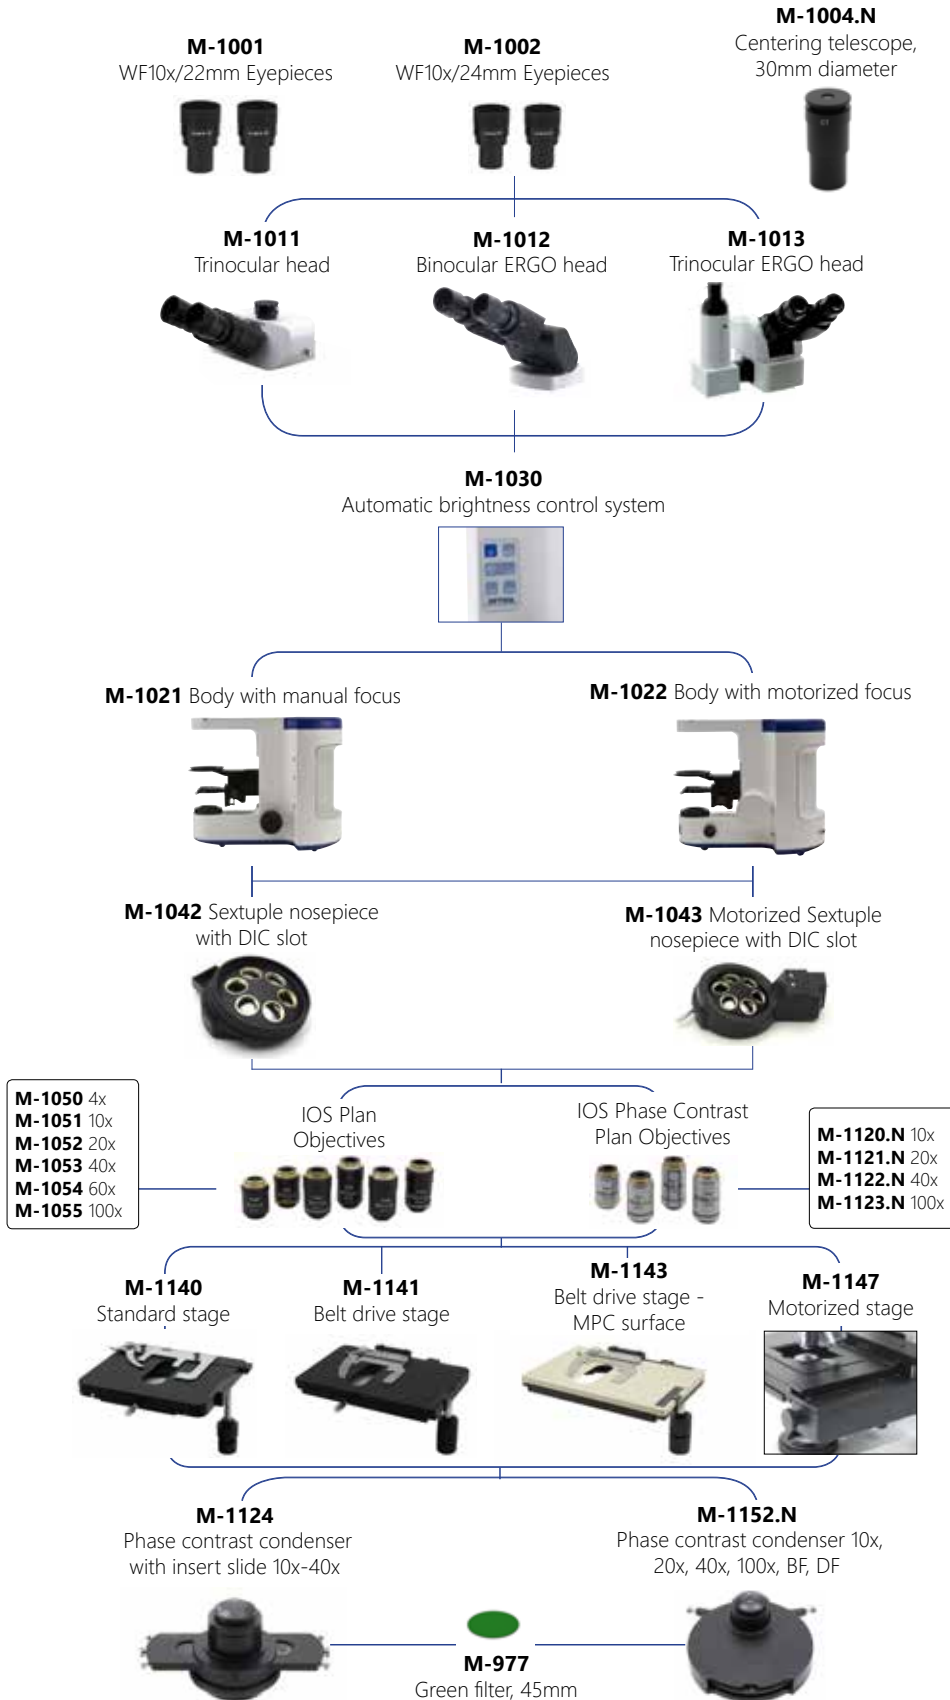 M-1004.N
Centering telescope,
30mm diameter
M-1001
WF10x/22mm Eyepieces
M-1002
WF10x/24mm Eyepieces
CT
M-1011
Trinocular head
M-1012
Binocular ERGO head
M-1013
Trinocular ERGO head
M-1030
Automatic brightness control system
M-1021 Body with manual focus
M-1022 Body with motorized focus
M-1042 Sextuple nosepiece
with DIC slot
M-1043 Motorized Sextuple
nosepiece with DIC slot
M-1050 4x
M-1051 10x
M-1052 20x
M-1053 40x
M-1054 60x
M-1055 100x
IOS Plan
Objectives
IOS Phase Contrast
Plan Objectives
M-1120.N 10x
M-1121.N 20x
M-1122.N 40x
M-1123.N 100x
M-1140
Standard stage
M-1141
Belt drive stage
M-1143
Belt drive stage -
MPC surface
M-1147
Motorized stage
M-1124
Phase contrast condenser
with insert slide 10x-40x
M-1152.N
Phase contrast condenser 10x,
20x, 40x, 100x, BF, DF
M-977
Green filter, 45mm